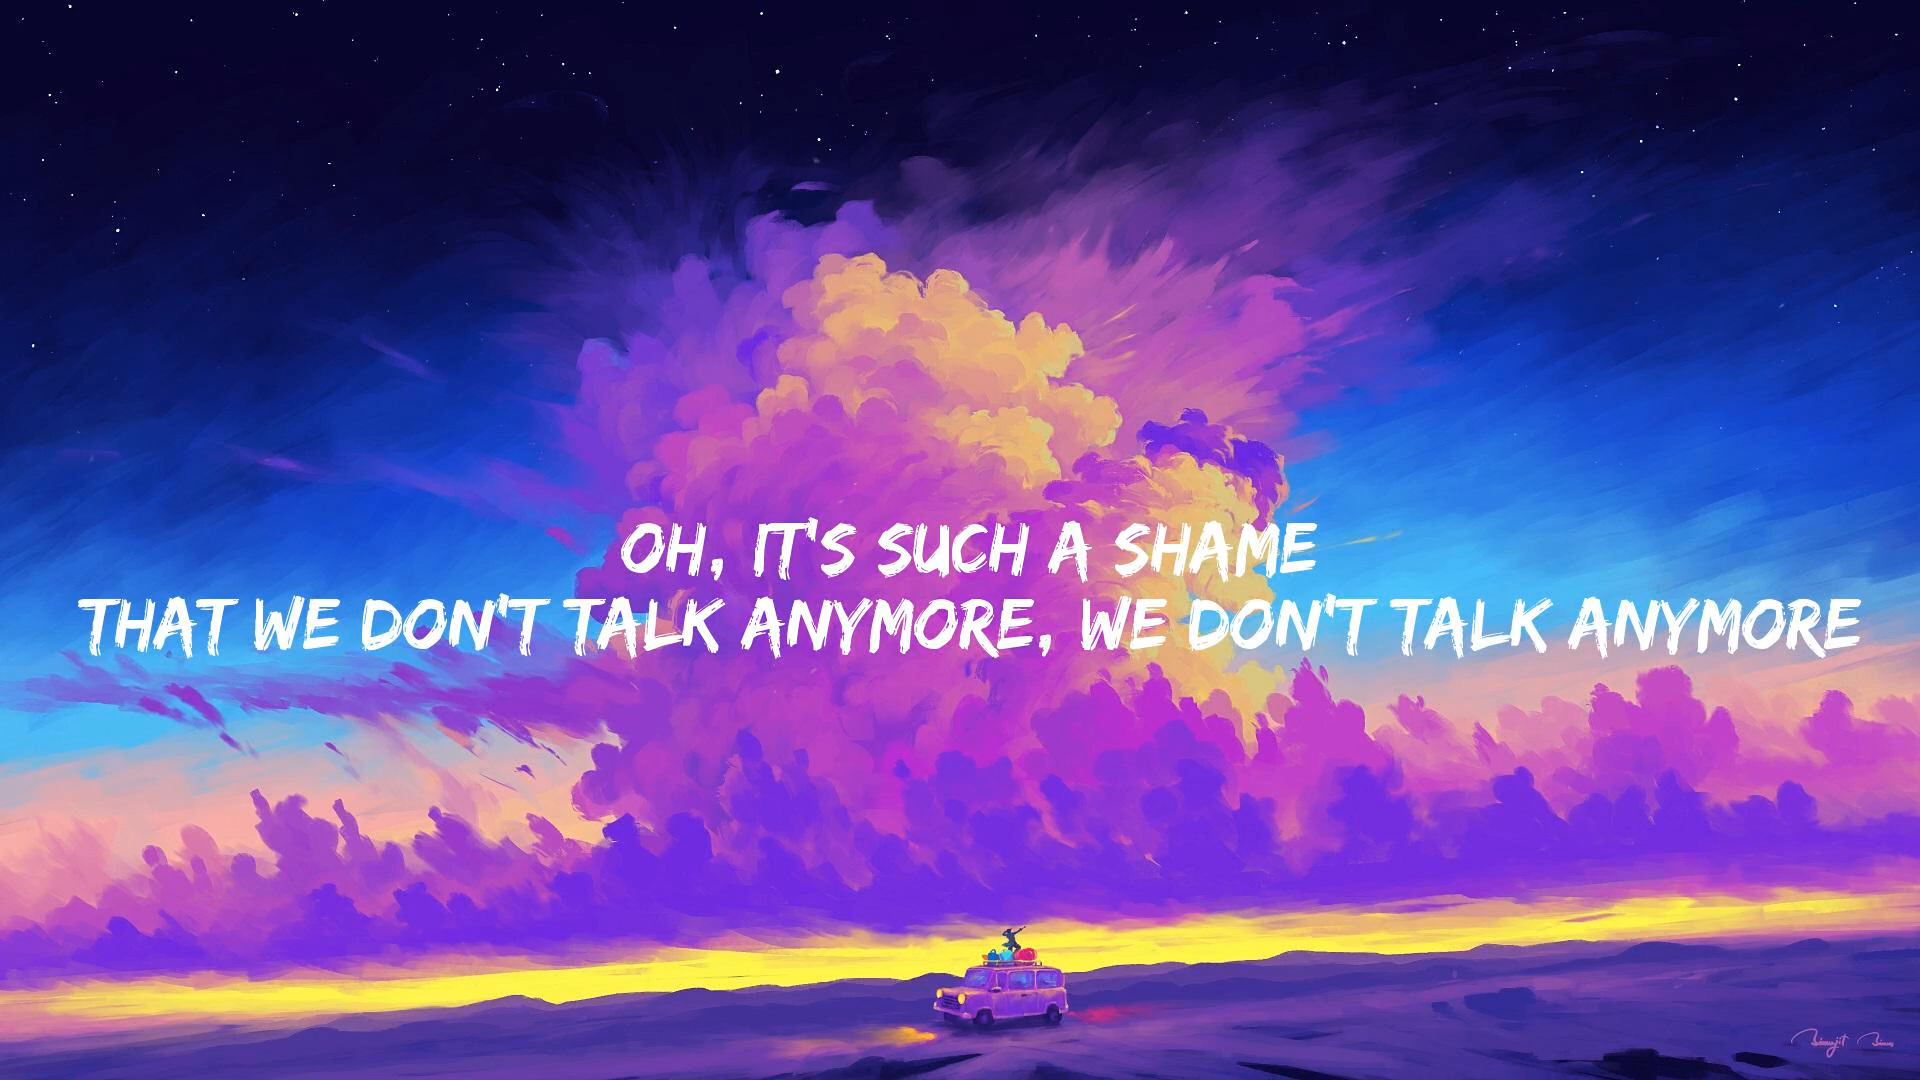 OH, IT'S SUCH A SHAME
THAT WE DON'T TALK ANYMORE, WE DON'T TALK ANYMORE